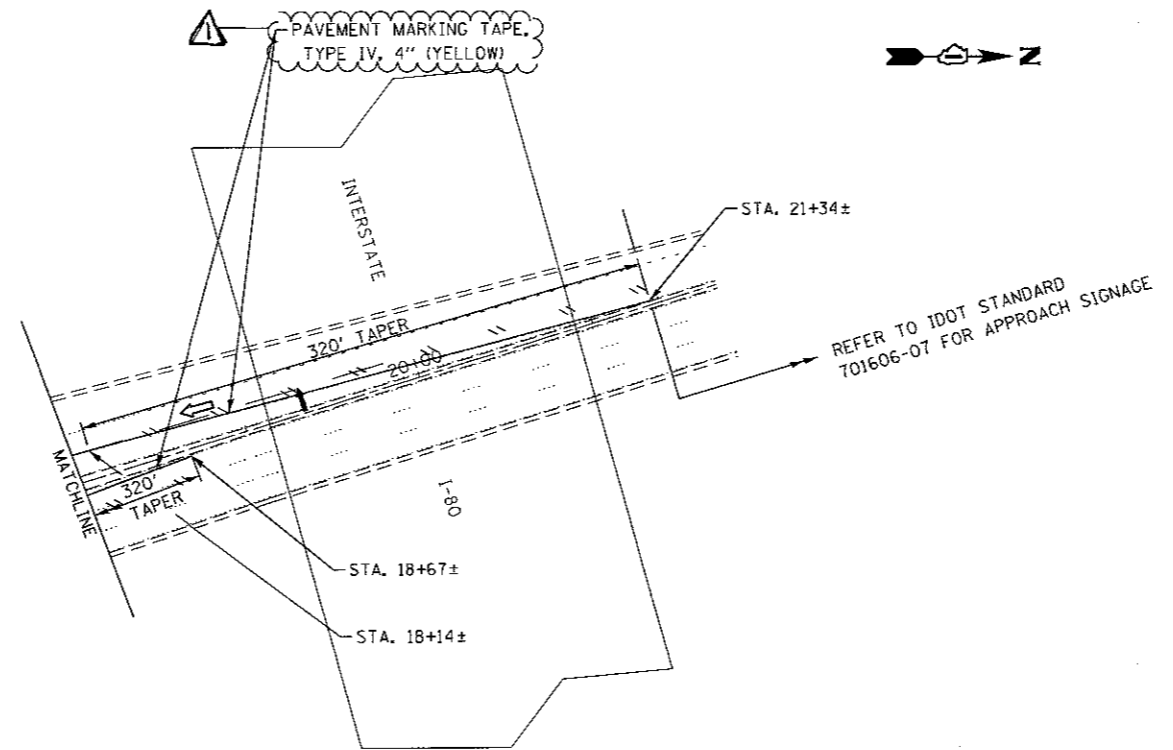 1
PAVEMENT MARKING TAPE,
TYPE IV, 4" (YELLOW)
N
INTERSTATE
STA. 21+34±
REFER TO IDOT STANDARD
701606-07 FOR APPROACH SIGNAGE
320' TAPER
20+00
MATCHLINE
320'
TAPER
I-80
STA. 18+67±
STA. 18+14±